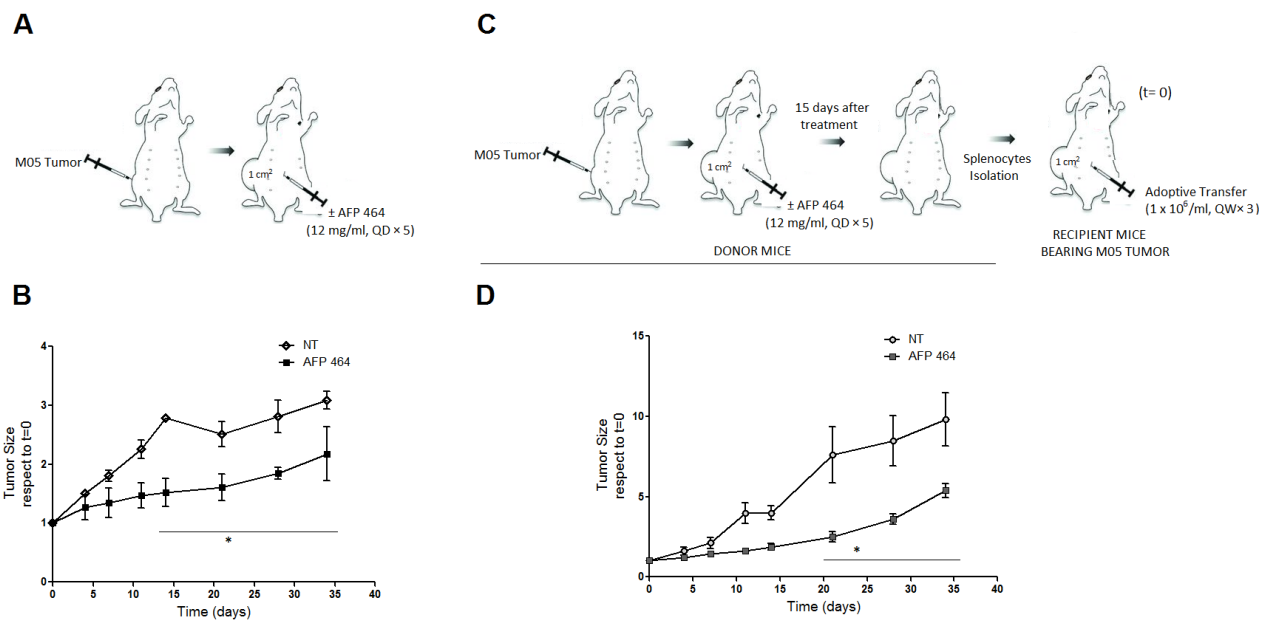 A
M05 Tumor
1 cm²
± AFP 464
(12 mg/ml, QD × 5)
C
M05 Tumor
1 cm²
± AFP 464
(12 mg/ml, QD × 5)
15 days after
treatment
Splenocytes
Isolation
(t= 0)
1 cm²
Adoptive Transfer
(1 x 10⁶/ml, QW× 3)
DONOR MICE
RECIPIENT MICE
BEARING M05 TUMOR
B
NT
AFP 464
Tumor Size
respect to t=0
4
3
2
1
0
*
0 5 10 15 20 25 30 35 40
Time (days)
D
NT
AFP 464
Tumor Size
respect to t=0
15
10
5
0
*
0 5 10 15 20 25 30 35 40
Time (days)